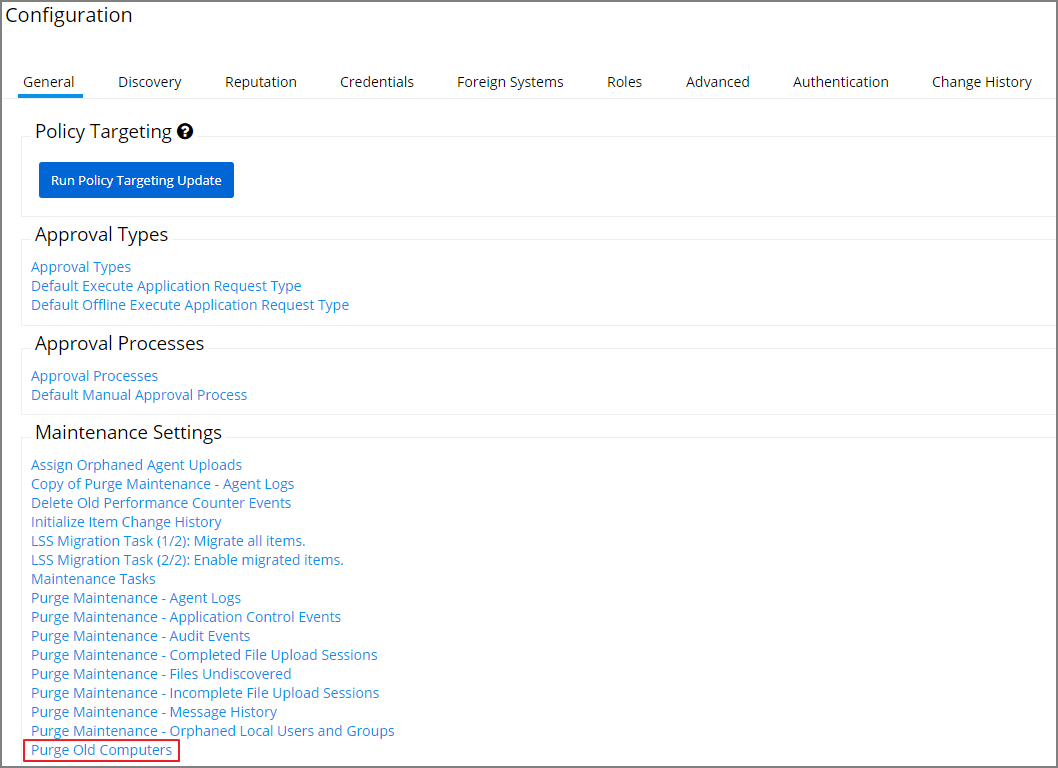 Configuration
General Discovery Reputation Credentials Foreign Systems Roles Advanced Authentication Change History
Policy Targeting ?
Run Policy Targeting Update
Approval Types
Approval Types
Default Execute Application Request Type
Default Offline Execute Application Request Type
Approval Processes
Approval Processes
Default Manual Approval Process
Maintenance Settings
Assign Orphaned Agent Uploads
Copy of Purge Maintenance - Agent Logs
Delete Old Performance Counter Events
Initialize Item Change History
LSS Migration Task (1/2): Migrate all items.
LSS Migration Task (2/2): Enable migrated items.
Maintenance Tasks
Purge Maintenance - Agent Logs
Purge Maintenance - Application Control Events
Purge Maintenance - Audit Events
Purge Maintenance - Completed File Upload Sessions
Purge Maintenance - Files Undiscovered
Purge Maintenance - Incomplete File Upload Sessions
Purge Maintenance - Message History
Purge Maintenance - Orphaned Local Users and Groups
Purge Old Computers